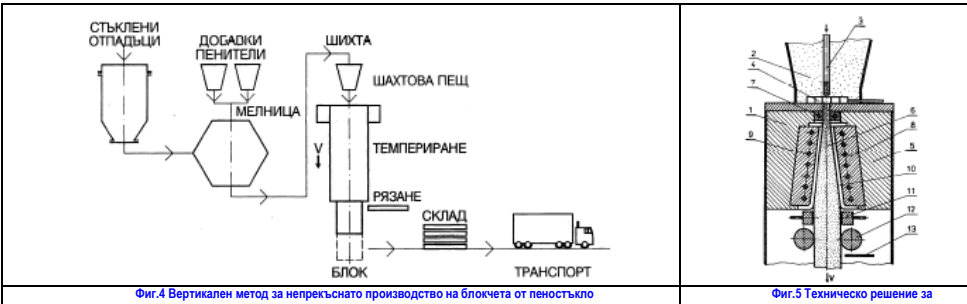 СТЪКЛЕНИ
ОТПАДЪЦИ
ДОБАВКИ
ПЕНИТЕЛИ
МЕЛНИЦА
ШИХТА
ШАХТОВА ПЕЩ
V
ТЕМПЕРИРАНЕ
РЯЗАНЕ
СКЛАД
БЛОК
ТРАНСПОРТ
Фиг.4 Вертикален метод за непрекъснато производство на блокчета от пеностъкло
3
2
4
7
1
9
6
8
5
10
11
12
13
V
Фиг.5 Техническо решение за